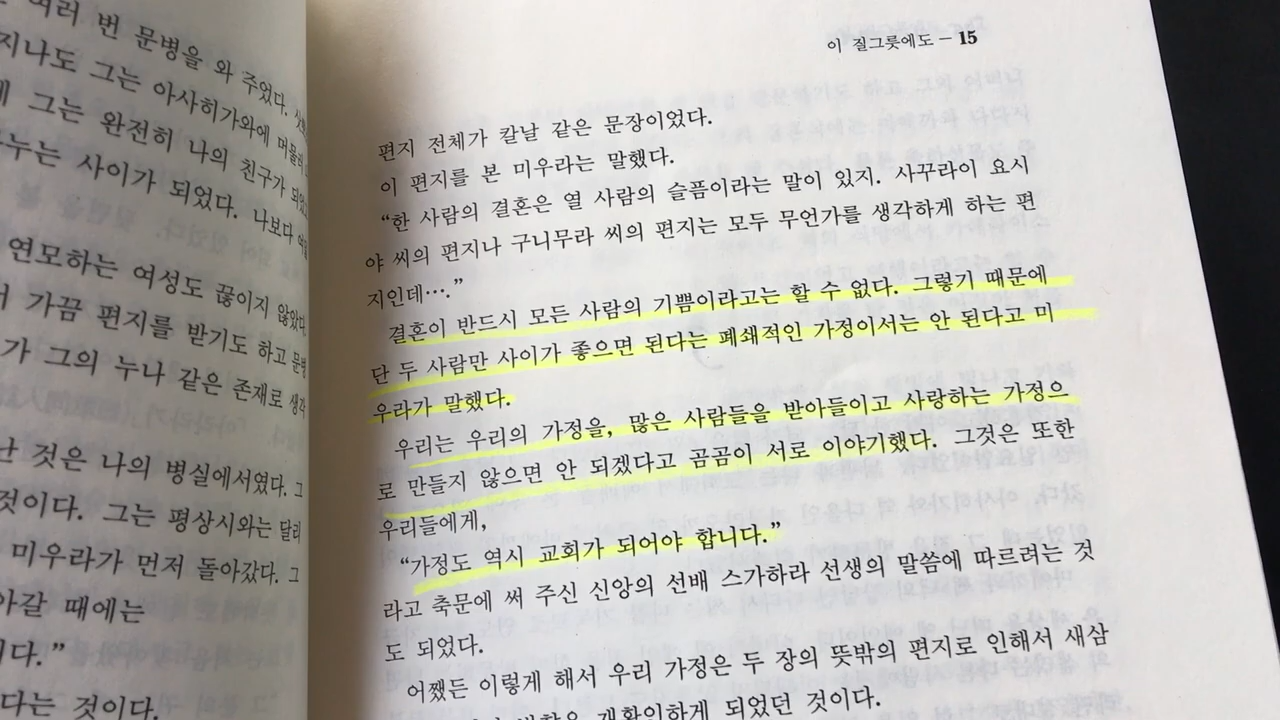 여러 번 문병을 와 주었다.
지나도 그는 아사히가와에 머물러
그는 완전히 나의 친구가 되었고
누는 사이가 되었다. 나보다
연모하는 여성도 끊이지 않았다.
가끔 편지를 받기도 하고 문병
가 그의 누나 같은 존재로 생각
난 것은 나의 병실에서였다. 그
것이다. 그는 평상시와는 달리
미우라가 먼저 돌아갔다. 그
아갈 때에는
다.”
다는 것이다.
이 질그릇에도 – 15
편지 전체가 칼날 같은 문장이었다.
이 편지를 본 미우라는 말했다.
“한 사람의 결혼은 열 사람의 슬픔이라는 말이 있지. 사꾸라이 요시
야 씨의 편지나 구니무라 씨의 편지는 모두 무언가를 생각하게 하는 편
지인데….”
결혼이 반드시 모든 사람의 기쁨이라고는 할 수 없다. 그렇기 때문에
단 두 사람만 사이가 좋으면 된다는 폐쇄적인 가정이서는 안 된다고 미
우라가 말했다.
우리는 우리의 가정을, 많은 사람들을 받아들이고 사랑하는 가정으
로 만들지 않으면 안 되겠다고 곰곰이 서로 이야기했다. 그것은 또한
우리들에게,
“가정도 역시 교회가 되어야 합니다.”
라고 축문에 써 주신 신앙의 선배 스가하라 선생의 말씀에 따르려는 것
도 되었다.
어쨌든 이렇게 해서 우리 가정은 두 장의 뜻밖의 편지로 인해서 새삼
재확인하게 되었던 것이다.